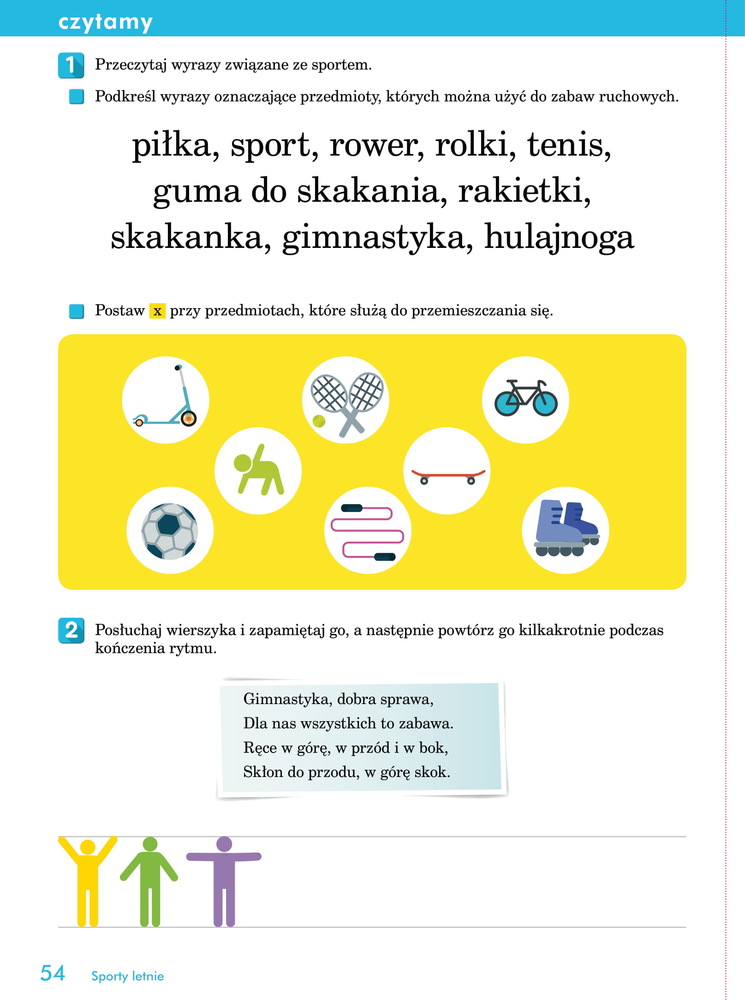 czytamy
1 Przeczytaj wyrazy związane ze sportem.
Podkreśl wyrazy oznaczające przedmioty, których można użyć do zabaw ruchowych.
piłka, sport, rower, rolki, tenis,
guma do skakania, rakietki,
skakanka, gimnastyka, hulajnoga
Postaw x przy przedmiotach, które służą do przemieszczania się.
2 Posłuchaj wierszyka i zapamiętaj go, a następnie powtórz go kilkakrotnie podczas
kończenia rytmu.
Gimnastyka, dobra sprawa,
Dla nas wszystkich to zabawa.
Ręce w górę, w przód i w bok,
Skłon do przodu, w górę skok.
54 Sporty letnie